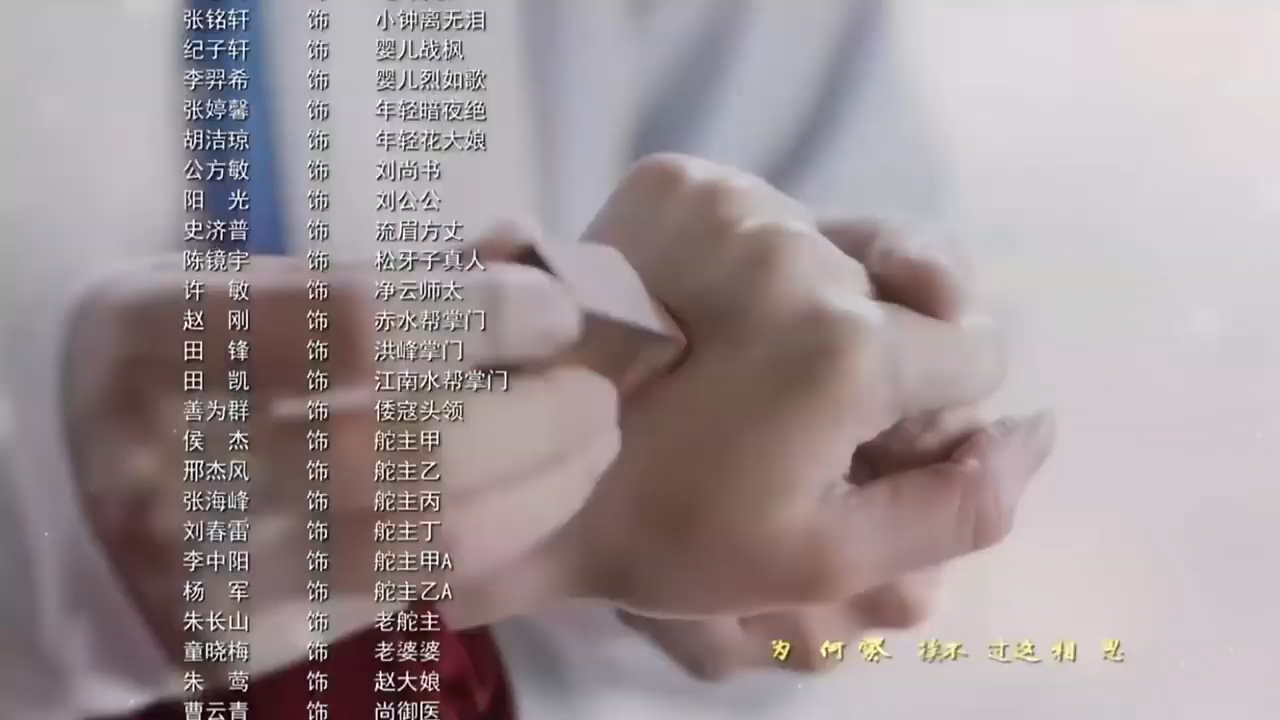 张铭轩 饰 小钟离无泪
纪子轩 饰 婴儿战枫
李羿希 饰 婴儿烈如歌
张婷馨 饰 年轻暗夜绝
胡洁琼 饰 年轻花大娘
公方敏 饰 刘尚书
阳 光 饰 刘公公
史济普 饰 流眉方丈
陈镜宇 饰 松牙子真人
许 敏 饰 净云师太
赵 刚 饰 赤水帮掌门
田 锋 饰 洪峰掌门
田 凯 饰 江南水帮掌门
善为群 饰 倭寇头领
侯 杰 饰 舵主甲
邢杰风 饰 舵主乙
张海峰 饰 舵主丙
刘春雷 饰 舵主丁
李中阳 饰 舵主甲A
杨 军 饰 舵主乙A
朱长山 饰 老舵主
童晓梅 饰 老婆婆
朱 莺 饰 赵大娘
曹云青 饰 尚御医
为 何 挨不 过这 相 思